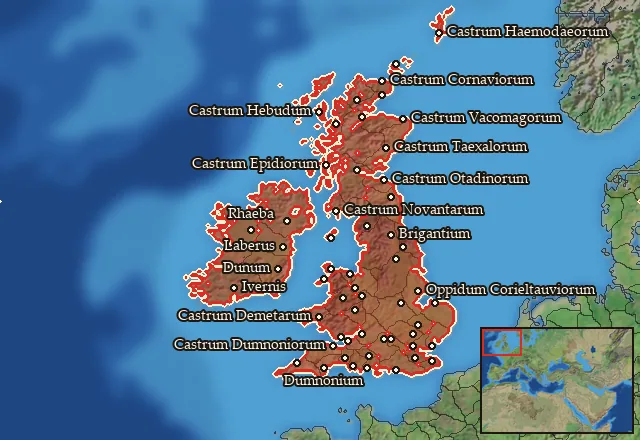 Castrum Haemodaeorum
Castrum Cornaviorum
Castrum Hebudum
Castrum Vacomagorum
Castrum Taexalorum
Castrum Epidiorum
Castrum Otadinorum
Castrum Novantarum
Rhaeba
Brigantium
Laberus
Dunum
Ivernis
Oppidum Corieltauviorum
Castrum Demetarum
Castrum Dumnoniorum
Dumnonium